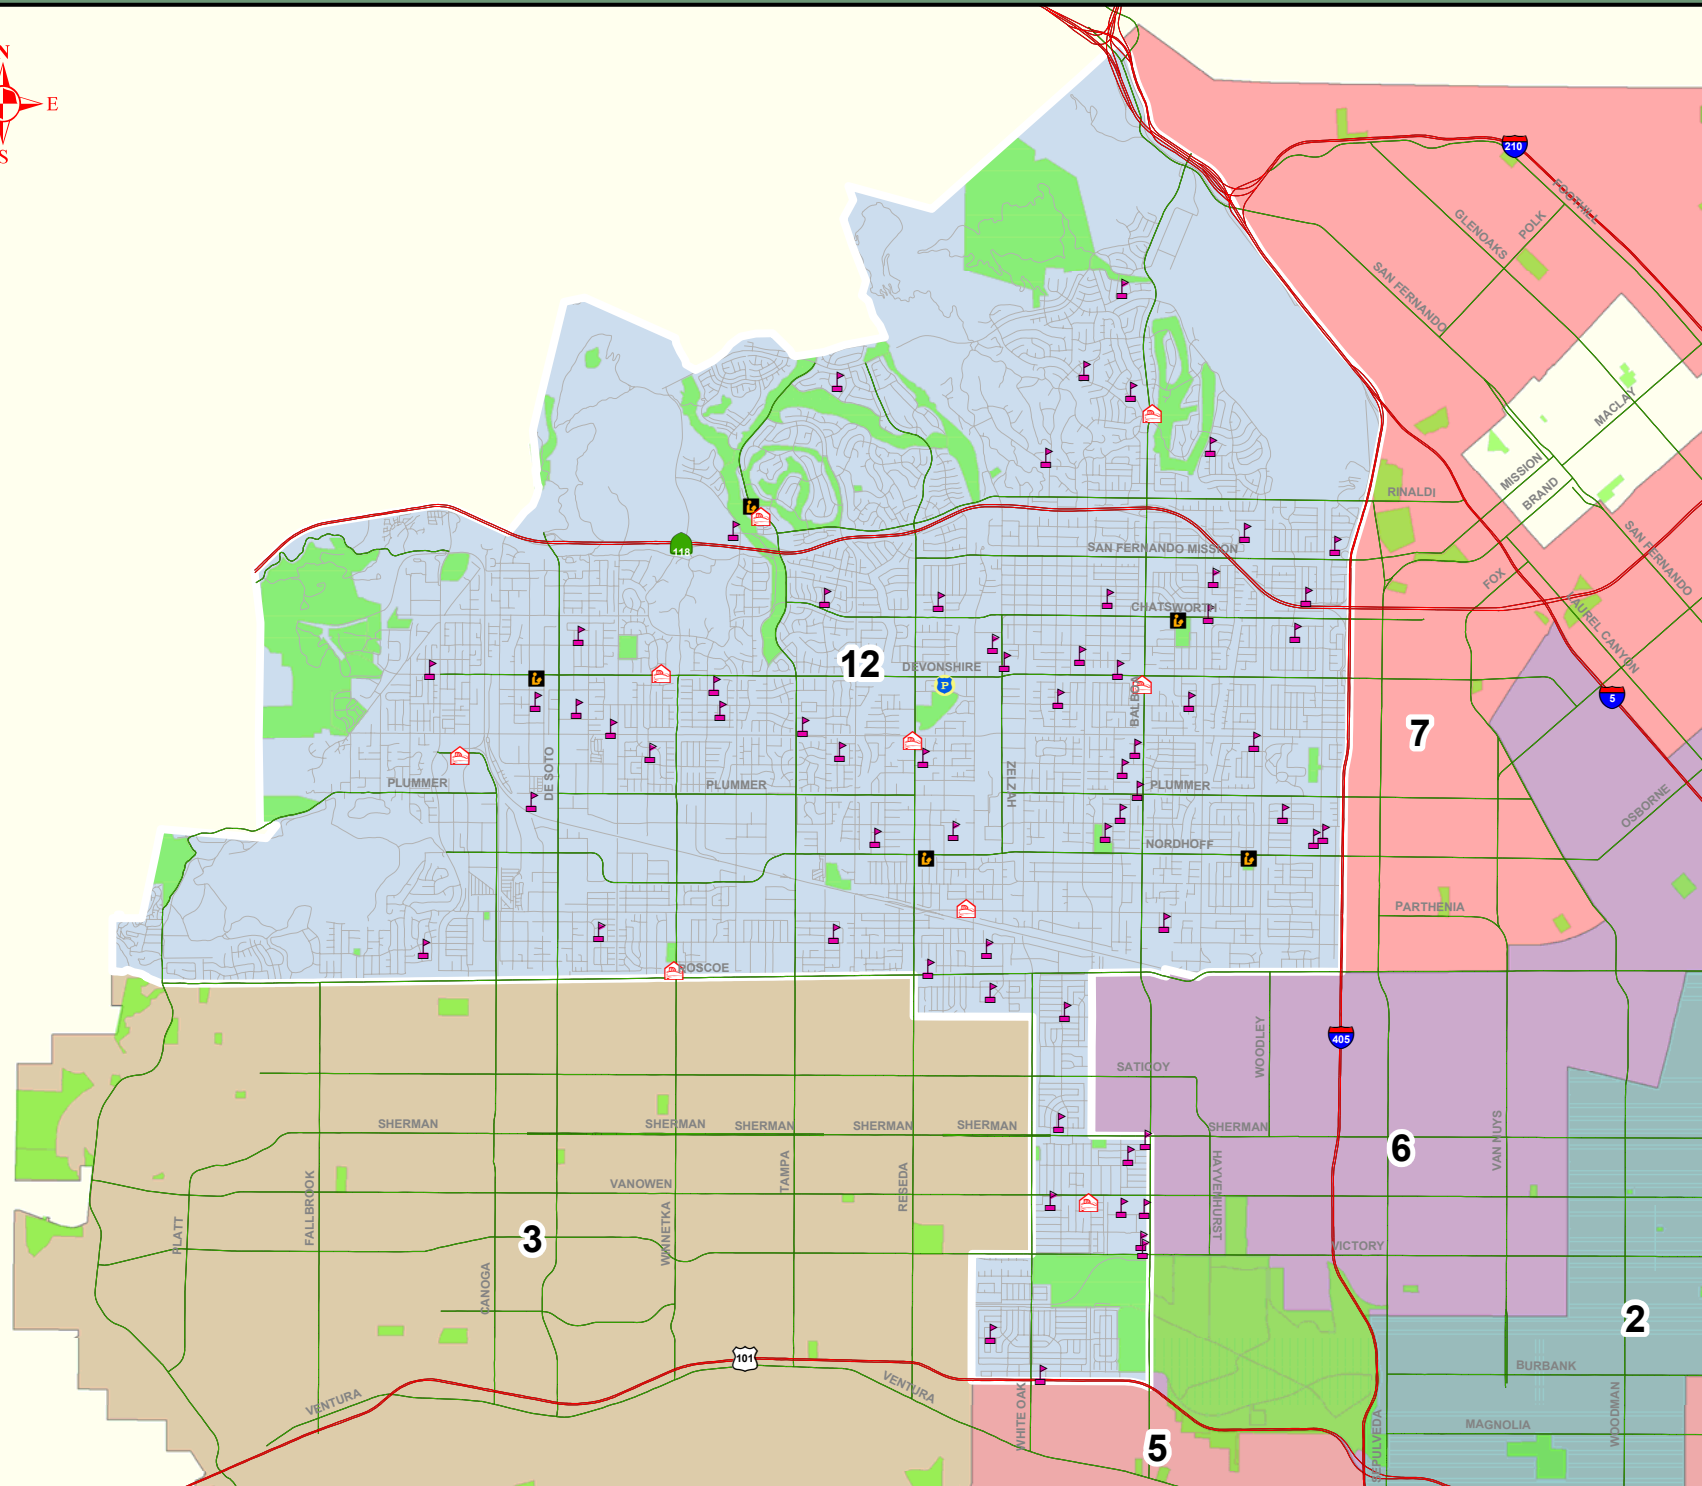 N
E
S
210
FOOTHILL
POLK
GLENOAKS
SAN FERNANDO
MACLAY
MISSION
BRAND
RINALDI
SAN FERNANDO
118
SAN FERNANDO MISSION
FOX
CHATSWORTH
LAUREL CANYON
12
DEVONSHIRE
P
BALBOA
5
7
DE SOTO
ZELZAH
PLUMMER
PLUMMER
PLUMMER
OSBORNE
NORDHOFF
PARTHENIA
ROSCOE
405
WOODLEY
SATICOY
SHERMAN
SHERMAN
SHERMAN
SHERMAN
SHERMAN
SHERMAN
VAN NUYS
6
TAMPA
RESEDA
HAYVENHURST
VANOWEN
FALLBROOK
PLATT
WINNETKA
3
VICTORY
CANOGA
2
101
BURBANK
VENTURA
VENTURA
WHITE OAK
WOODMAN
SEPULVEDA
MAGNOLIA
5